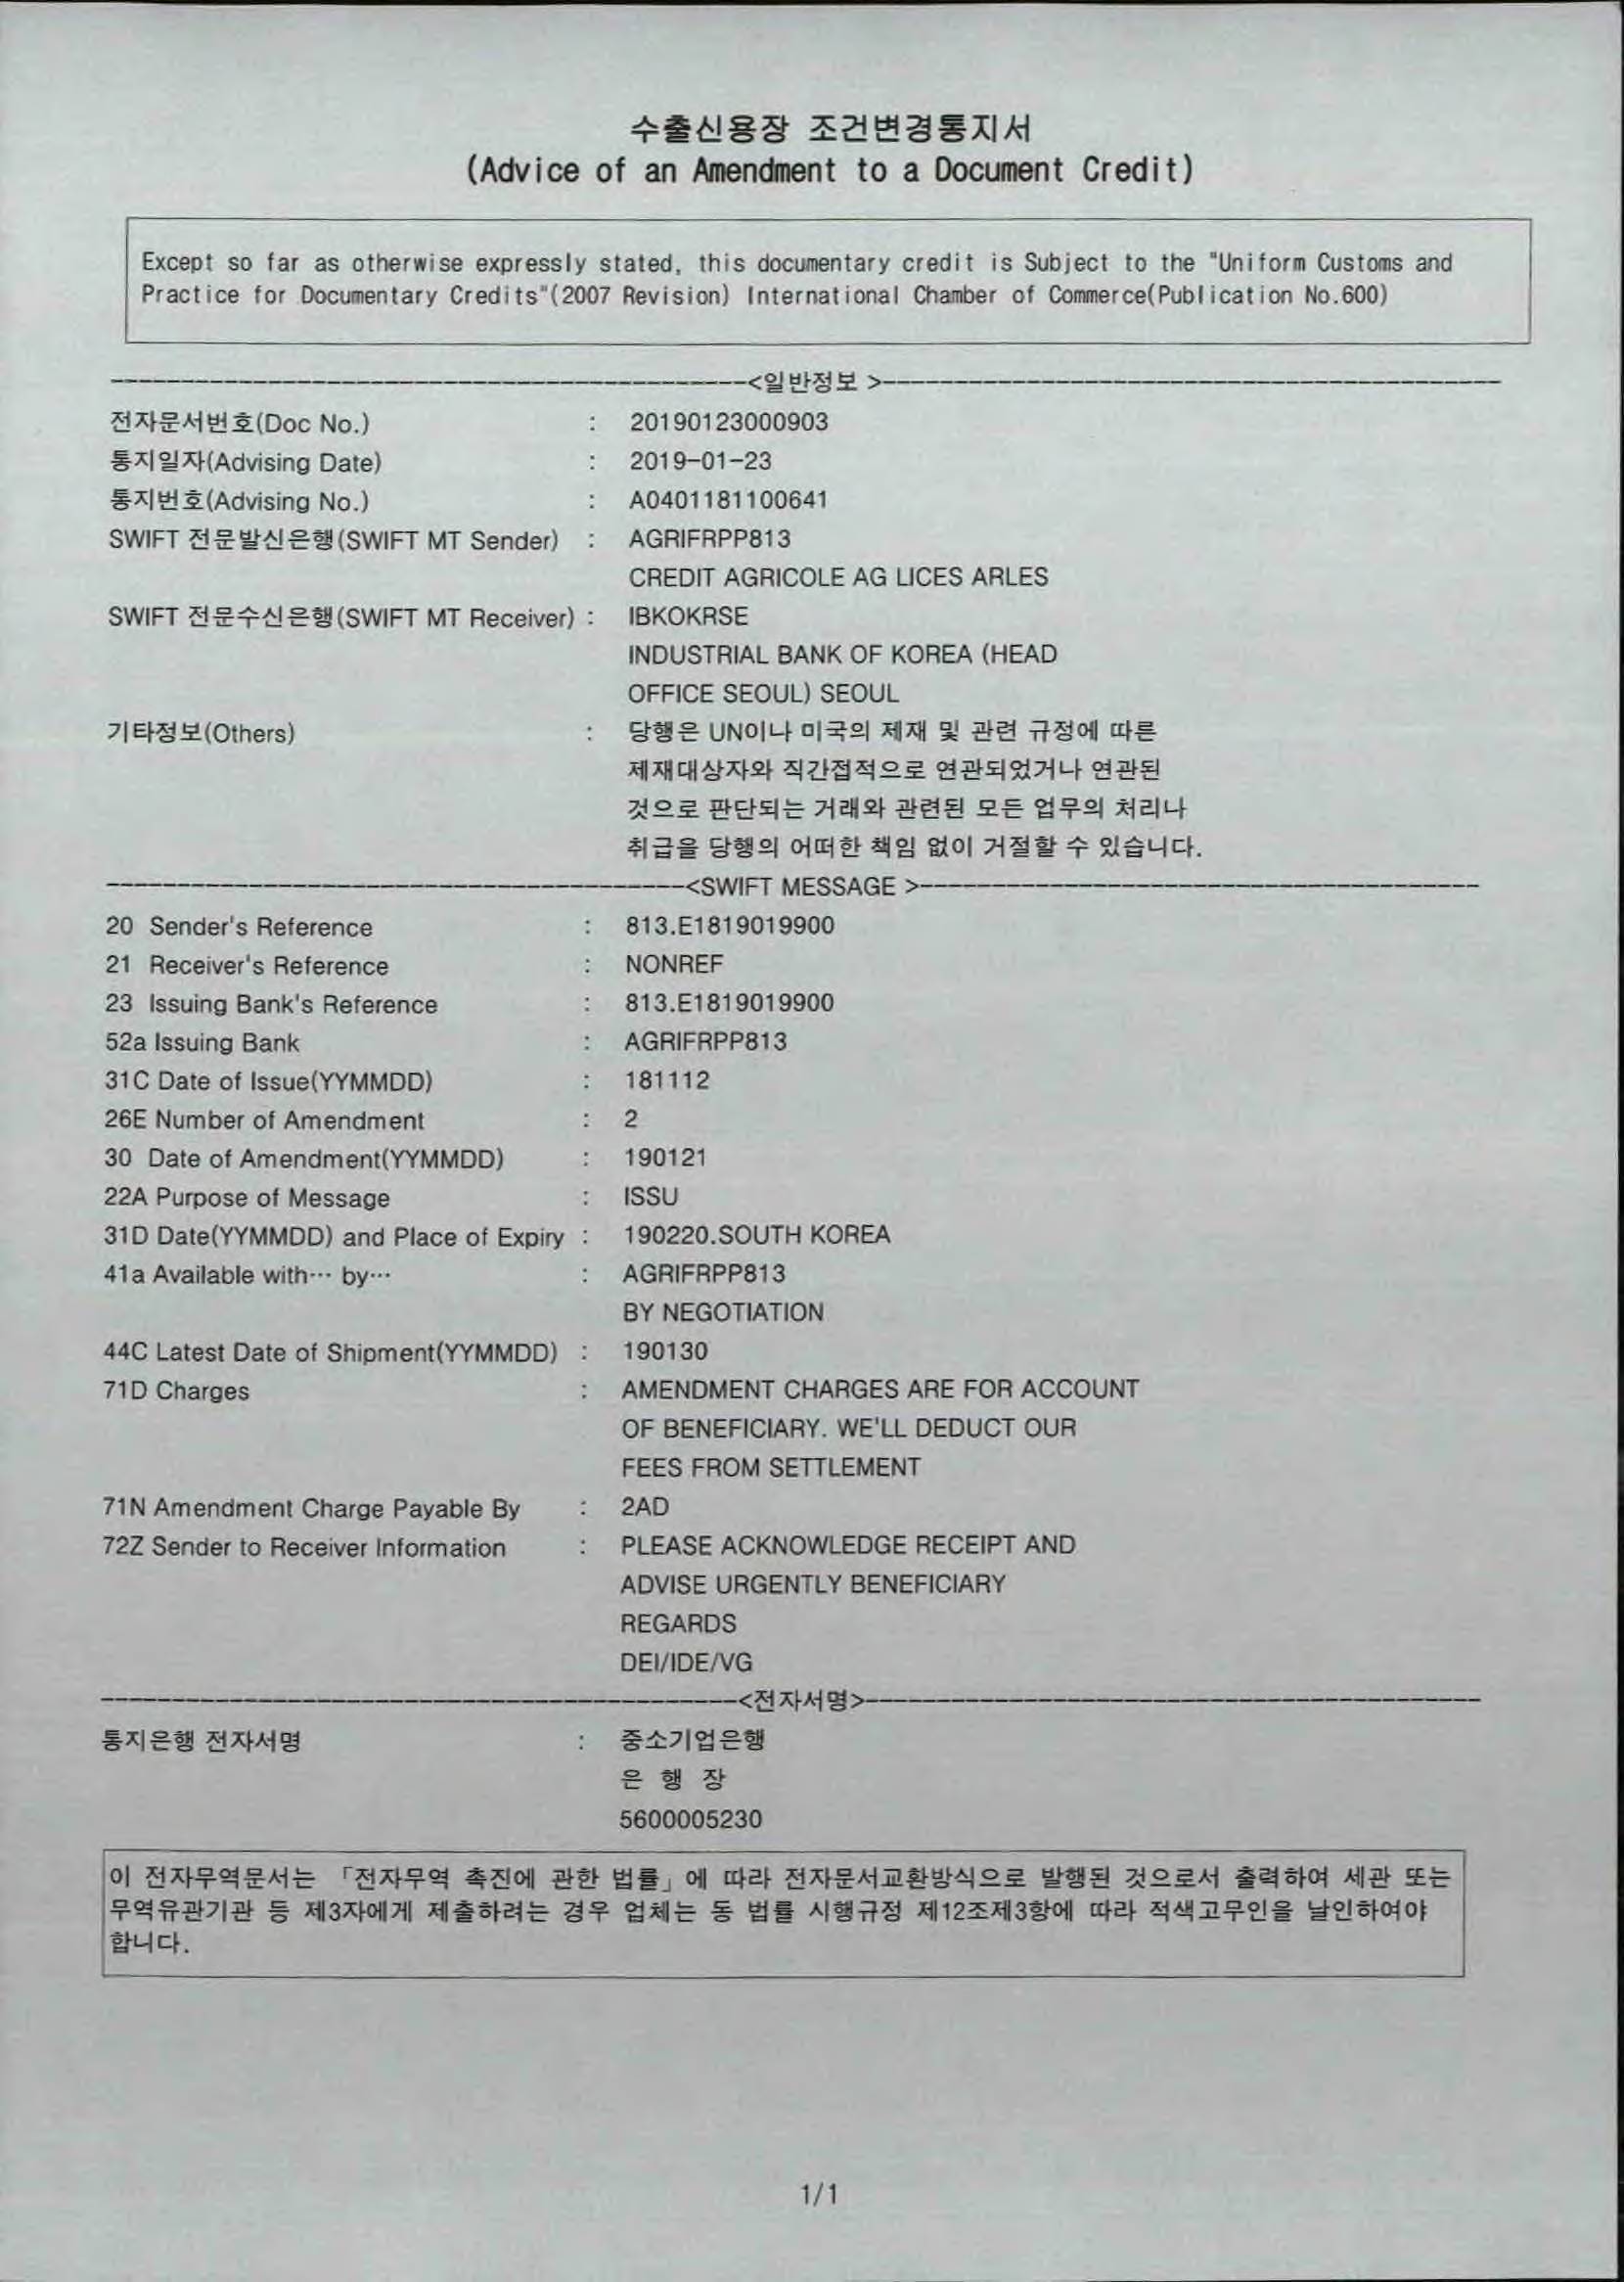 수출신용장 조건변경통지서
(Advice of an Amendment to a Document Credit)
Except so far as otherwise expressly stated, this documentary credit is Subject to the "Uniform Customs and
Practice for Documentary Credits"(2007 Revision) International Chamber of Commerce(Publication No.600)
--------------------<일반정보 >--------------------
전자문서번호(Doc No.) : 20190123000903
통지일자(Advising Date) : 2019-01-23
통지번호(Advising No.) : A0401181100641
SWIFT 전문발신은행(SWIFT MT Sender) : AGRIFRPP813
CREDIT AGRICOLE AG LICES ARLES
SWIFT 전문수신은행(SWIFT MT Receiver) : IBKOKRSE
INDUSTRIAL BANK OF KOREA (HEAD
OFFICE SEOUL) SEOUL
기타정보(Others) : 당행은 UN이나 미국의 제재 및 관련 규정에 따른
제재대상자와 직간접적으로 연관되었거나 연관된
것으로 판단되는 거래와 관련된 모든 업무의 처리나
취급을 당행의 어떠한 책임 없이 거절할 수 있습니다.
--------------------<SWIFT MESSAGE >--------------------
20 Sender's Reference : 813.E1819019900
21 Receiver's Reference : NONREF
23 Issuing Bank's Reference : 813.E1819019900
52a Issuing Bank : AGRIFRPP813
31C Date of Issue(YYMMDD) : 181112
26E Number of Amendment : 2
30 Date of Amendment(YYMMDD) : 190121
22A Purpose of Message : ISSU
31D Date(YYMMDD) and Place of Expiry : 190220.SOUTH KOREA
41a Available with… by… : AGRIFRPP813
BY NEGOTIATION
44C Latest Date of Shipment(YYMMDD) : 190130
71D Charges : AMENDMENT CHARGES ARE FOR ACCOUNT
OF BENEFICIARY. WE'LL DEDUCT OUR
FEES FROM SETTLEMENT
71N Amendment Charge Payable By : 2AD
72Z Sender to Receiver Information : PLEASE ACKNOWLEDGE RECEIPT AND
ADVISE URGENTLY BENEFICIARY
REGARDS
DEI/IDE/VG
--------------------<전자서명>--------------------
통지은행 전자서명 : 중소기업은행
은 행 장
5600005230
이 전자무역문서는 「전자무역 촉진에 관한 법률」에 따라 전자문서교환방식으로 발행된 것으로서 출력하여 세관 또는
무역유관기관 등 제3자에게 제출하려는 경우 업체는 동 법률 시행규정 제12조제3항에 따라 적색고무인을 날인하여야
합니다.
1/1